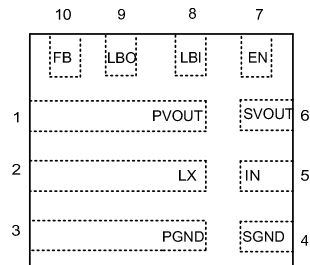 10 9 8 7
FB LBO LBI EN
1 PVOUT SVOUT 6
2 LX IN 5
3 PGND SGND 4